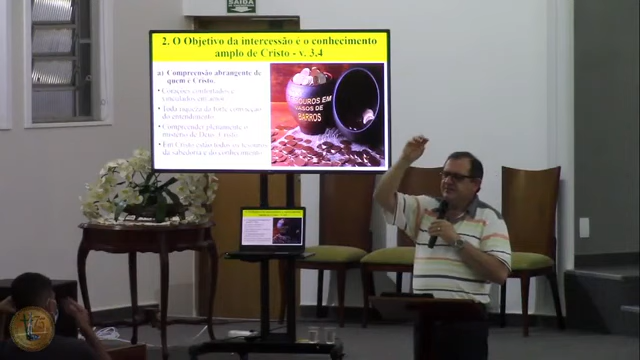 SAÍDA
2. O Objetivo da intercessão é o conhecimento
amplo de Cristo - v. 3.4
a) Compreensão abrangente de
quem é Cristo.
• Corações confortados e
vinculados em amor
• Toda riqueza da forte convicção
do entendimento
• Compreender plenamente o
mistério de Deus: Cristo
• Em Cristo estão todos os tesouros
da sabedoria e do conhecimento
TESOUROS EM
VASOS DE
BARROS